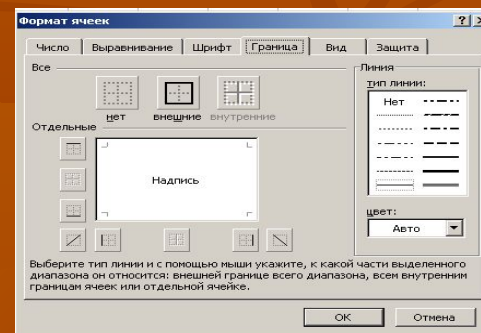 Формат ячеек
Число Выравнивание Шрифт Граница Вид Защита
Все
Линия
тип линии:
Нет
нет внешние внутренние
Отдельные
Надпись
цвет:
Авто
Выберите тип линии и с помощью мыши укажите, к какой части выделенного
диапазона он относится: внешней границе всего диапазона, всем внутренним
границам ячеек или отдельной ячейке.
ОК Отмена